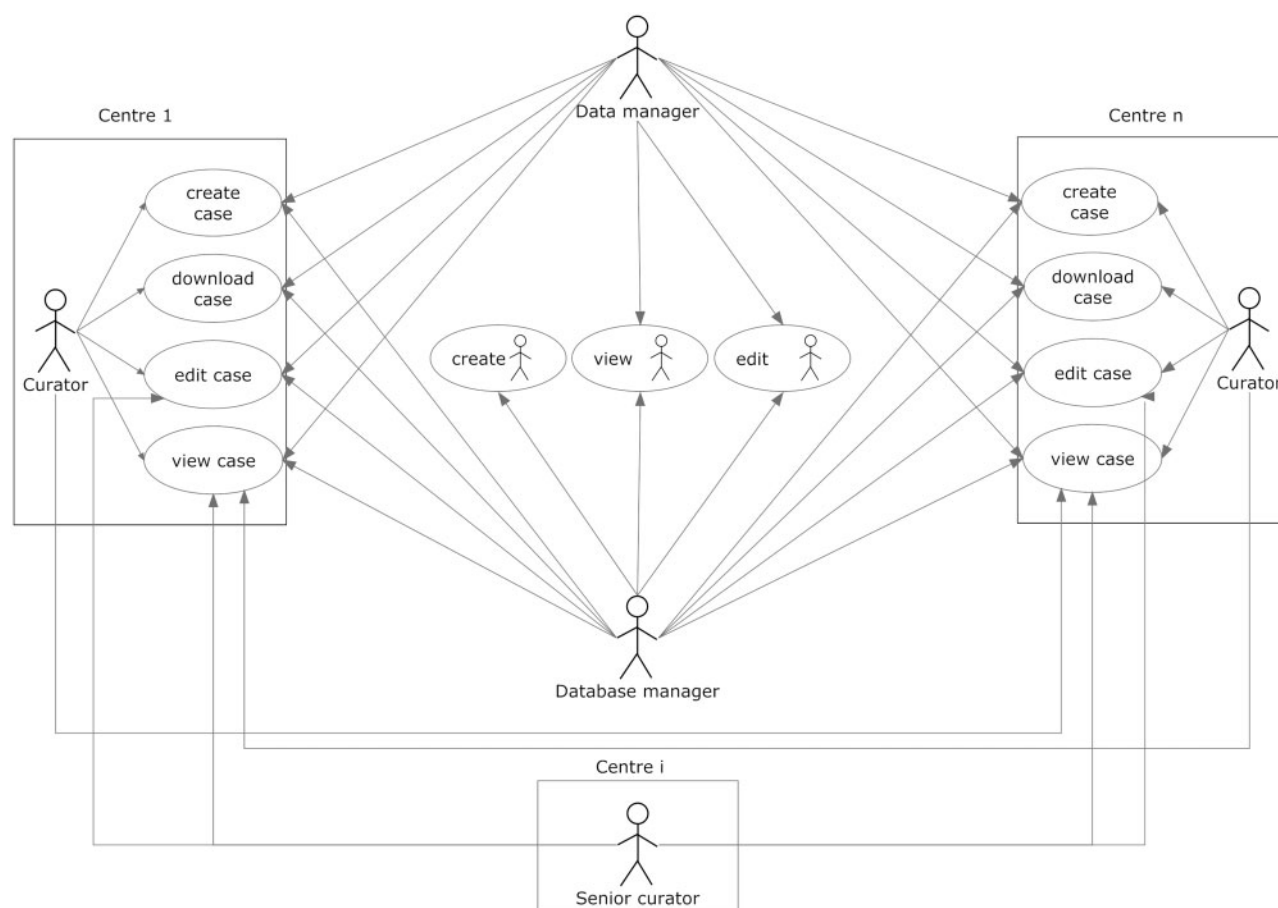 Data manager
Centre 1
Centre n
create
case
download
case
edit case
view case
Curator
create
view
edit
create
case
download
case
edit case
view case
Curator
Database manager
Centre i
Senior curator